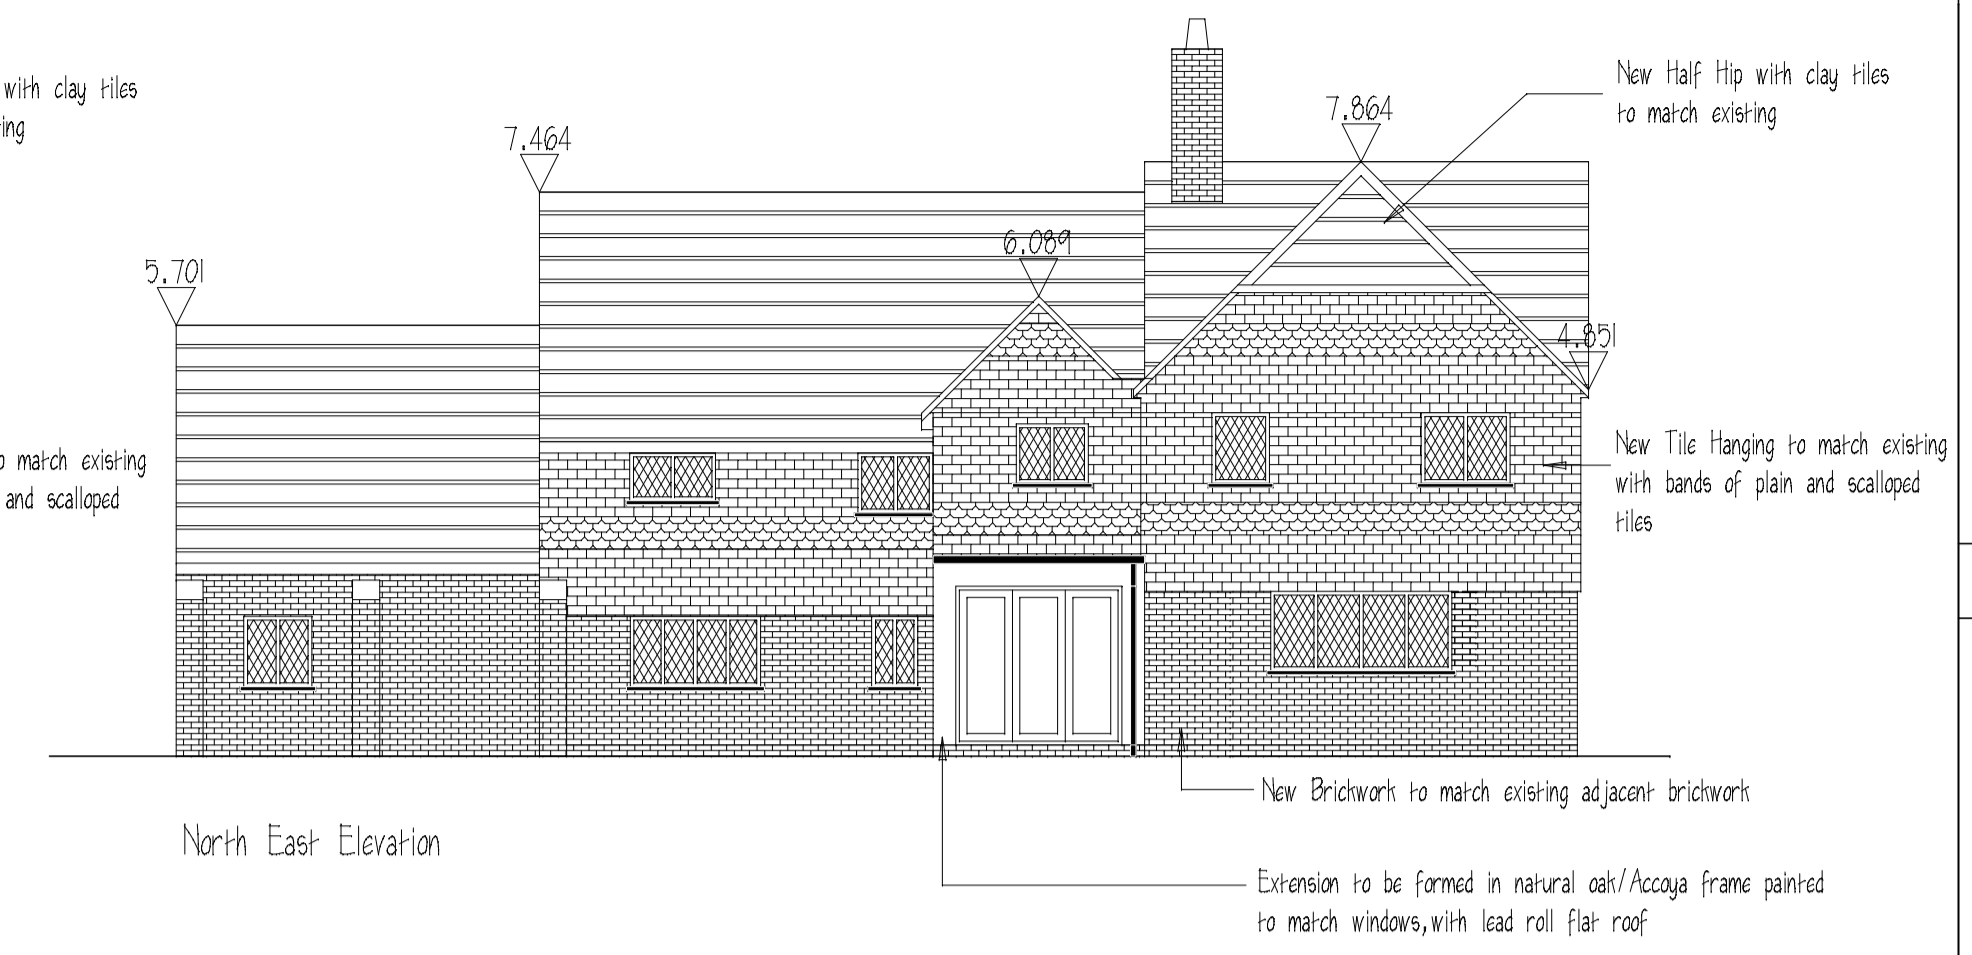 with clay tiles
ing
7.464
7.864
New Half Hip with clay tiles
to match existing
6.089
5.701
4.851
o match existing
and scalloped
New Tile Hanging to match existing
with bands of plain and scalloped
tiles
New Brickwork to match existing adjacent brickwork
North East Elevation
Extension to be formed in natural oak/Accoya frame painted
to match windows,with lead roll flat roof